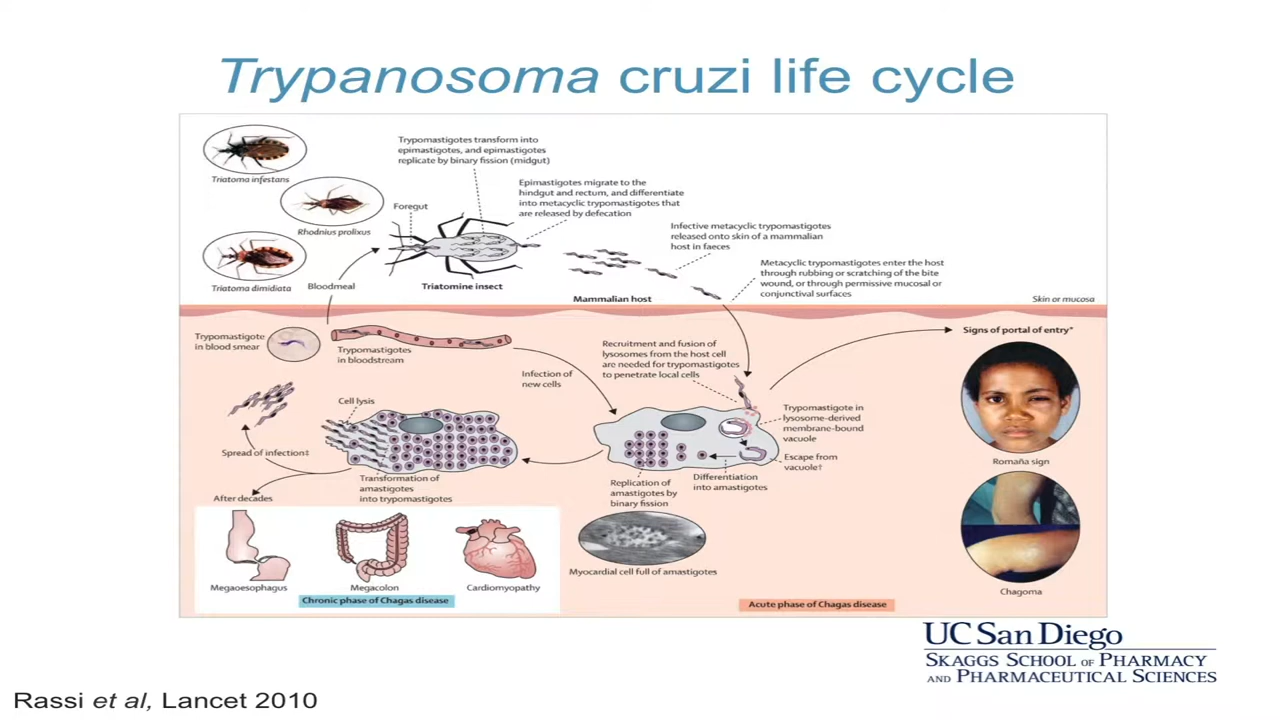 Trypanosoma cruzi life cycle
Triatoma infestans
Rhodnius prolixus
Triatoma dimidiata
Trypomastigotes transform into
epimastigotes, and epimastigotes
replicate by binary fission (midgut)
Epimastigotes migrate to the
hindgut and rectum, and differentiate
into metacyclic trypomastigotes that
are released by defecation
Foregut
Infective metacyclic trypomastigotes
released onto skin of a mammalian
host in faeces
Metacyclic trypomastigotes enter the host
through rubbing or scratching of the bite
wound, or through permissive mucosal or
conjunctival surfaces
Bloodmeal
Triatomine insect
Mammalian host
Skin or mucosa
Trypomastigote
in blood smear
Trypomastigotes
in bloodstream
Infection of
new cells
Recruitment and fusion of
lysosomes from the host cell
are needed for trypomastigotes
to penetrate local cells
Signs of portal of entry*
Cell lysis
Trypomastigote in
lysosome-derived
membrane-bound
vacuole
Escape from
vacuole†
Spread of infection‡
Transformation of
amastigotes
into trypomastigotes
Replication of
amastigotes by
binary fission
Differentiation
into amastigotes
Romaña sign
After decades
Megaoesophagus
Megacolon
Cardiomyopathy
Myocardial cell full of amastigotes
Chagoma
Chronic phase of Chagas disease
Acute phase of Chagas disease
UC San Diego
SKAGGS SCHOOL OF PHARMACY
AND PHARMACEUTICAL SCIENCES
Rassi et al, Lancet 2010